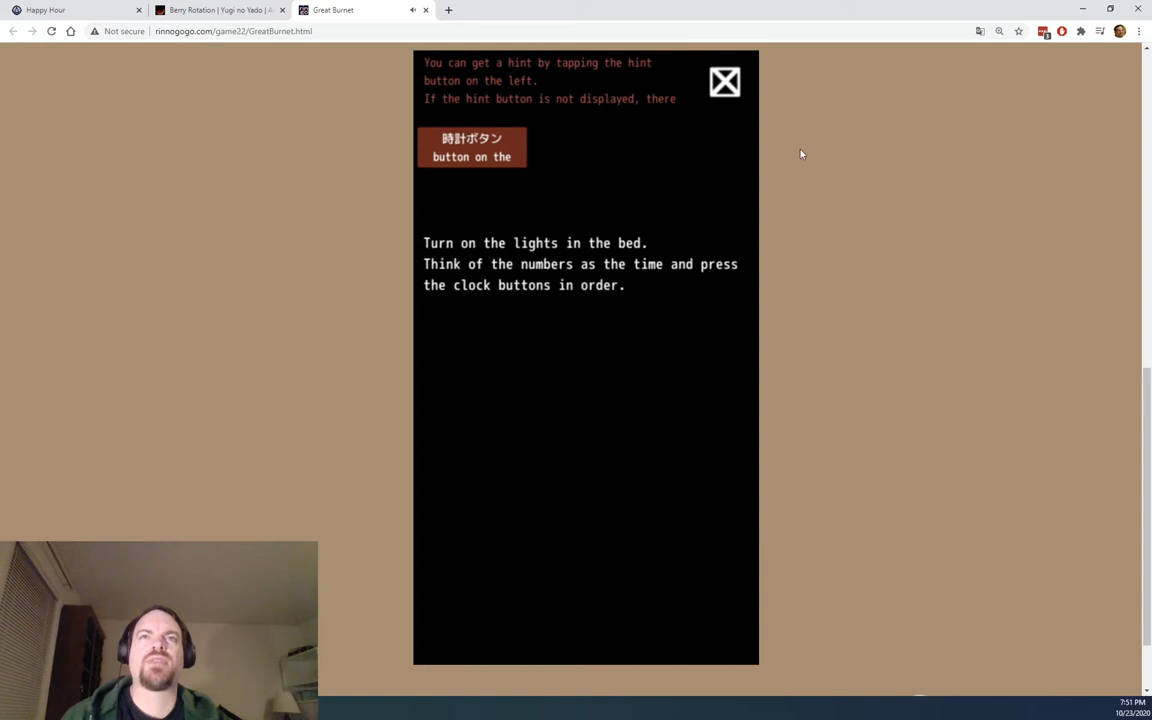 Happy Hour
Berry Rotation (Yugi no Yado) | A
Great Burnet
Not secure
rinnogogo.com/game22/GreatBurnet.html
You can get a hint by tapping the hint
button on the left.
If the hint button is not displayed, there
時計ボタン
button on the
Turn on the lights in the bed.
Think of the numbers as the time and press
the clock buttons in order.
7:51 PM
10/23/2020